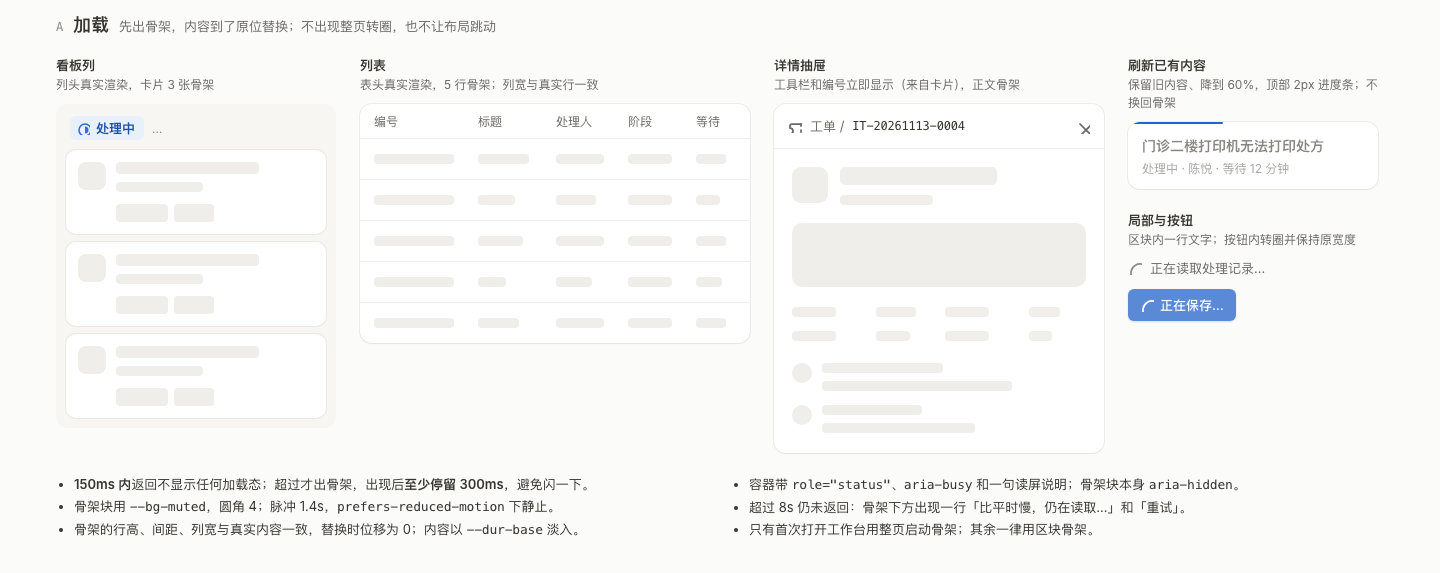 A 加载 先出骨架，内容到了原位替换；不出现整页转圈，也不让布局跳动
看板列
列头真实渲染，卡片 3 张骨架
处理中 ...
列表
表头真实渲染，5 行骨架；列宽与真实行一致
编号 标题 处理人 阶段 等待
详情抽屉
工具栏和编号立即显示（来自卡片），正文骨架
工单 / IT-20261113-0004
刷新已有内容
保留旧内容、降到 60%，顶部 2px 进度条；不
换回骨架
门诊二楼打印机无法打印处方
处理中 · 陈悦 · 等待 12 分钟
局部与按钮
区块内一行文字；按钮内转圈并保持原宽度
正在读取处理记录...
正在保存...
• 150ms 内返回不显示任何加载态；超过才出骨架，出现后至少停留 300ms，避免闪一下。
• 骨架块用 --bg-muted，圆角 4；脉冲 1.4s，prefers-reduced-motion 下静止。
• 骨架的行高、间距、列宽与真实内容一致，替换时位移为 0；内容以 --dur-base 淡入。
• 容器带 role="status"、aria-busy 和一句读屏说明；骨架块本身 aria-hidden。
• 超过 8s 仍未返回：骨架下方出现一行「比平时慢，仍在读取...」和「重试」。
• 只有首次打开工作台用整页启动骨架；其余一律用区块骨架。